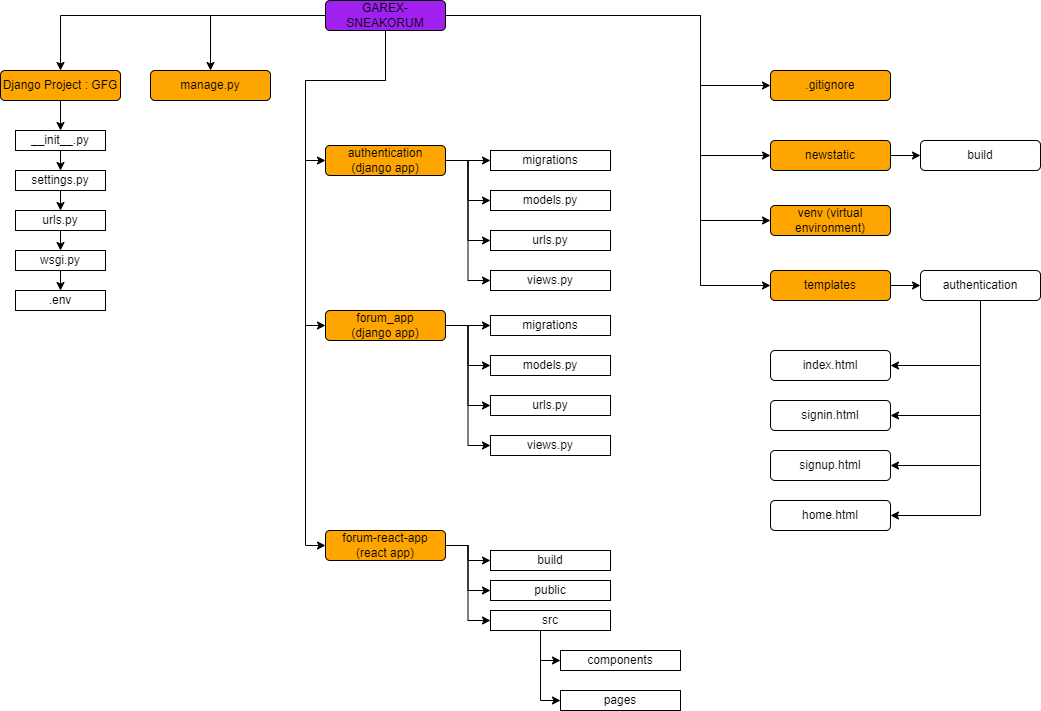 GAREX-
SNEAKORUM
Django Project : GFG
manage.py
__init__.py
settings.py
urls.py
wsgi.py
.env
authentication
(django app)
migrations
models.py
urls.py
views.py
forum_app
(django app)
migrations
models.py
urls.py
views.py
forum-react-app
(react app)
build
public
src
components
pages
.gitignore
newstatic
build
venv (virtual
environment)
templates
authentication
index.html
signin.html
signup.html
home.html